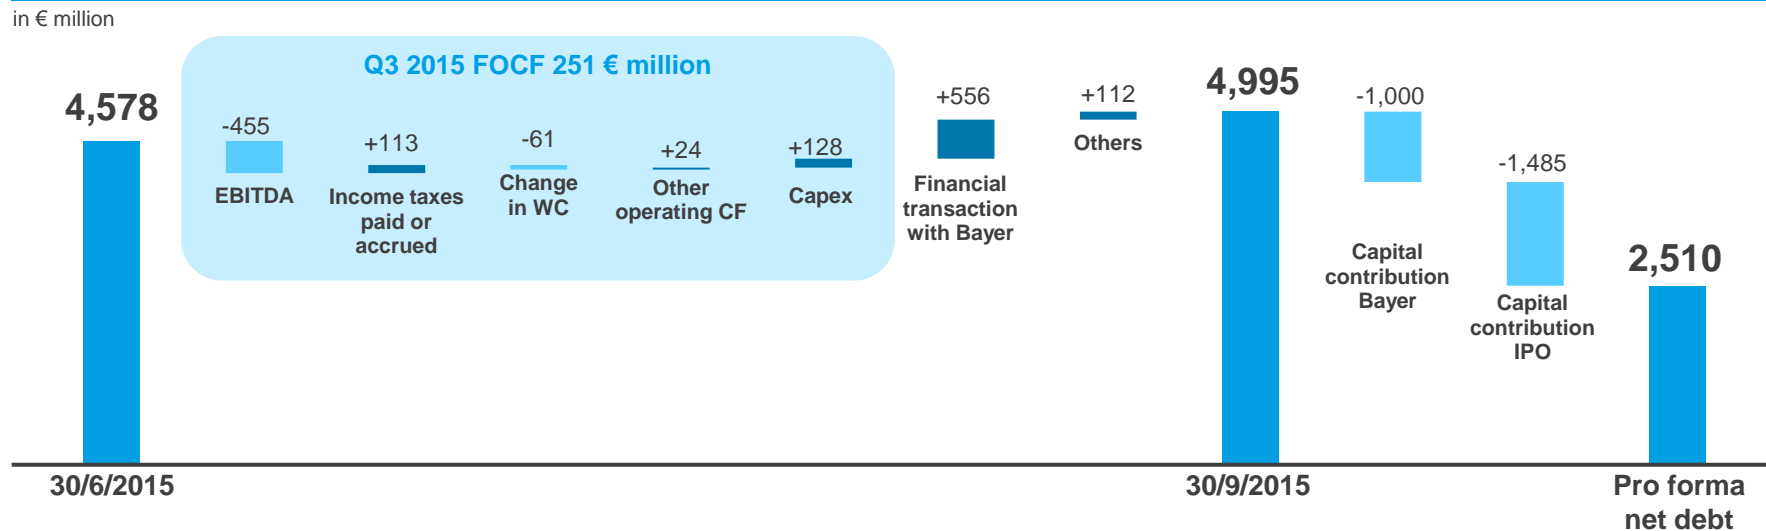 in € million
Q3 2015 FOCF 251 € million
4,578
-455
EBITDA
+113
Income taxes
paid or
accrued
-61
Change
in WC
+24
Other
operating CF
+128
Capex
+556
Financial
transaction
with Bayer
+112
Others
4,995
-1,000
Capital
contribution
Bayer
-1,485
Capital
contribution
IPO
2,510
30/6/2015
30/9/2015
Pro forma
net debt